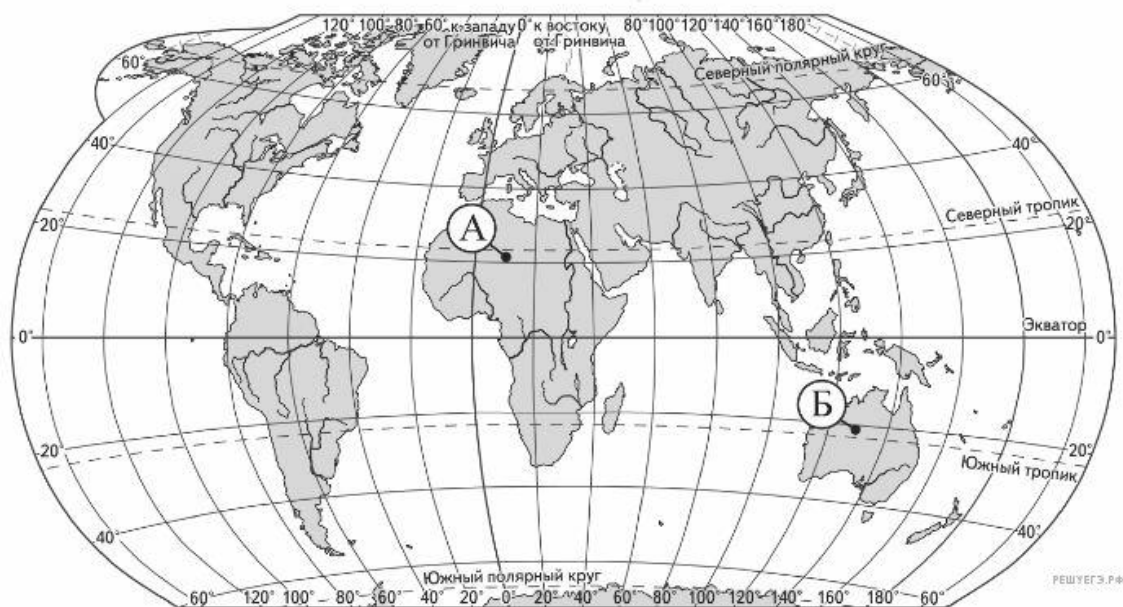 120° 100° 80° 60° к западу 0° к востоку 80° 100° 120° 140° 160° 180°
от Гринвича от Гринвича
Северный полярный круг
60° 60°
40° 40°
Северный тропик
20° 20°
А
Экватор
0° 0°
Б
20° 20°
Южный тропик
40° 40°
Южный полярный круг
60° 120° 100° 80° 60° 40° 20° 0° 20° 40° 60° 80° 100° 120° 140° 160° 60°
РЕШУЕГЭ.РФ